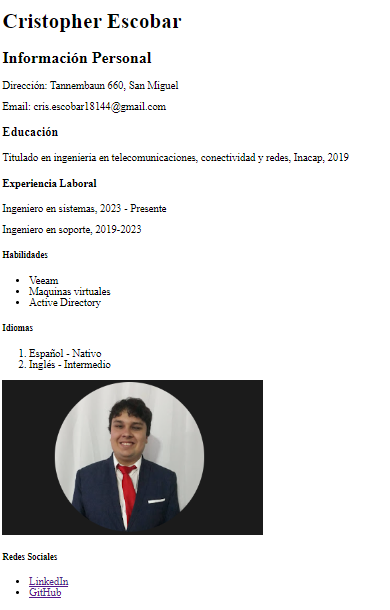 Cristopher Escobar
Información Personal
Dirección: Tannembaun 660, San Miguel
Email: cris.escobar18144@gmail.com
Educación
Titulado en ingenieria en telecomunicaciones, conectividad y redes, Inacap, 2019
Experiencia Laboral
Ingeniero en sistemas, 2023 - Presente
Ingeniero en soporte, 2019-2023
Habilidades
• Veeam
• Maquinas virtuales
• Active Directory
Idiomas
1. Español - Nativo
2. Inglés - Intermedio
Redes Sociales
• LinkedIn
• GitHub